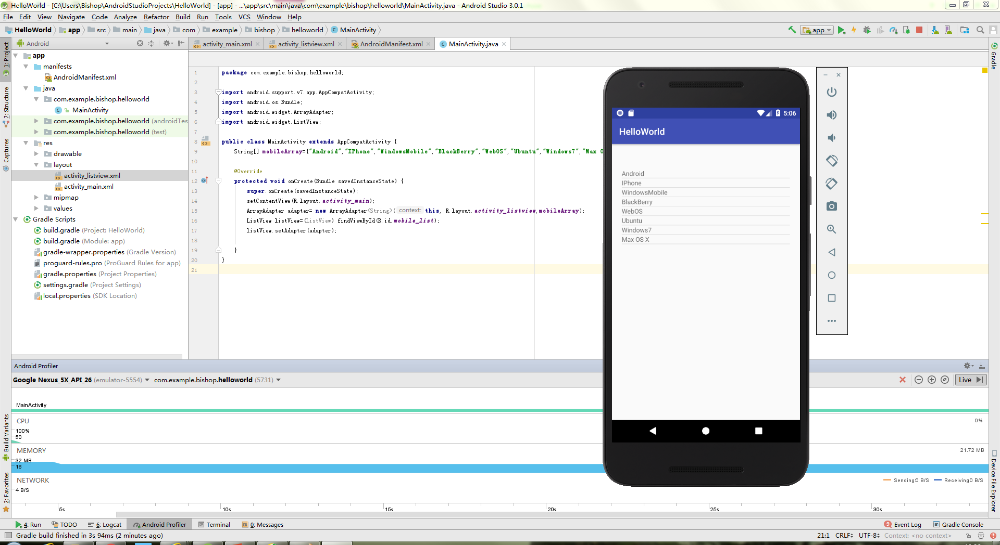 HelloWorld - [C:\Users\Bishop\AndroidStudioProjects\HelloWorld] - [app] - ...\app\src\main\java\com\example\bishop\helloworld\MainActivity.java - Android Studio 3.0.1
File Edit View Navigate Code Analyze Refactor Build Run Tools VCS Window Help
HelloWorld app src main java com example bishop helloworld MainActivity
app
Android
activity_main.xml activity_listview.xml AndroidManifest.xml MainActivity.java
1: Project
7: Structure
Captures
Build Variants
2: Favorites
app
manifests
AndroidManifest.xml
java
com.example.bishop.helloworld
MainActivity
com.example.bishop.helloworld (androidTes
com.example.bishop.helloworld (test)
res
drawable
layout
activity_listview.xml
activity_main.xml
mipmap
values
Gradle Scripts
build.gradle (Project: HelloWorld)
build.gradle (Module: app)
gradle-wrapper.properties (Gradle Version)
proguard-rules.pro (ProGuard Rules for app)
gradle.properties (Project Properties)
settings.gradle (Project Settings)
local.properties (SDK Location)
1 package com.example.bishop.helloworld;
2
3 import android.support.v7.app.AppCompatActivity;
4 import android.os.Bundle;
5 import android.widget.ArrayAdapter;
6 import android.widget.ListView;
7
8 public class MainActivity extends AppCompatActivity {
9 String[] mobileArray={"Android","IPhone","WindowsMobile","BlackBerry","WebOS","Ubuntu","Windows7","Max O
10
11 @Override
12 protected void onCreate(Bundle savedInstanceState) {
13 super.onCreate(savedInstanceState);
14 setContentView(R.layout.activity_main);
15 ArrayAdapter adapter= new ArrayAdapter<String>( context: this, R.layout.activity_listview,mobileArray);
16 ListView listView=(ListView) findViewById(R.id.mobile_list);
17 listView.setAdapter(adapter);
18
19 }
20 }
21
5:06
HelloWorld
Android
IPhone
WindowsMobile
BlackBerry
WebOS
Ubuntu
Windows7
Max OS X
Gradle
Device File Explorer
Android Profiler
Google Nexus_5X_API_26 (emulator-5554) com.example.bishop.helloworld (5731)
Live
MainActivity
CPU 0%
100%
50
MEMORY 21.72 MB
32 MB
16
NETWORK Sending:0 B/S Receiving:0 B/S
4 B/S
5s 10s 15s 20s 25s 30s
4: Run TODO 6: Logcat Android Profiler Terminal 0: Messages 9 Event Log Gradle Console
Gradle build finished in 3s 94ms (2 minutes ago) 21:1 CRLF UTF-8 Context: <no context>